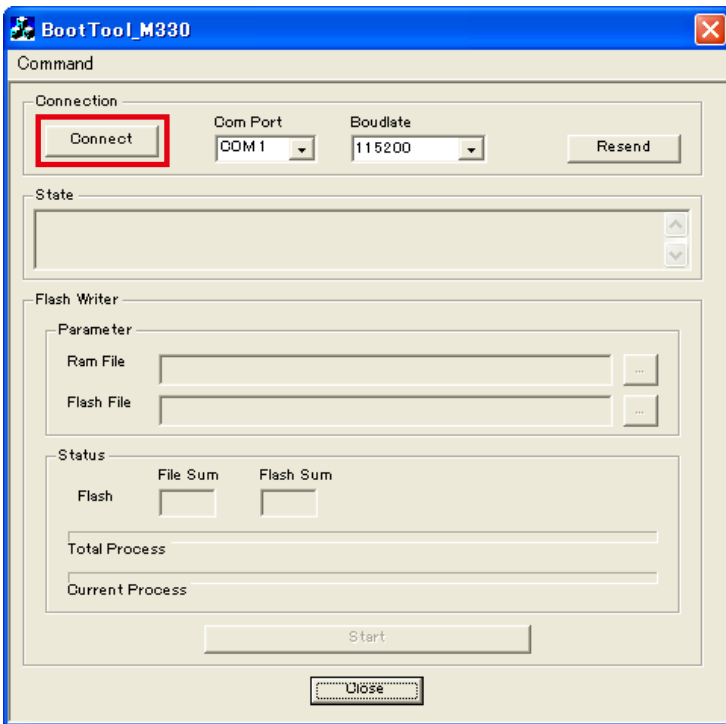 BootTool_M330
Command
Connection
Connect
Com Port
COM1
Boudlate
115200
Resend
State
Flash Writer
Parameter
Ram File
...
Flash File
...
Status
File Sum
Flash Sum
Flash
Total Process
Current Process
Start
Close